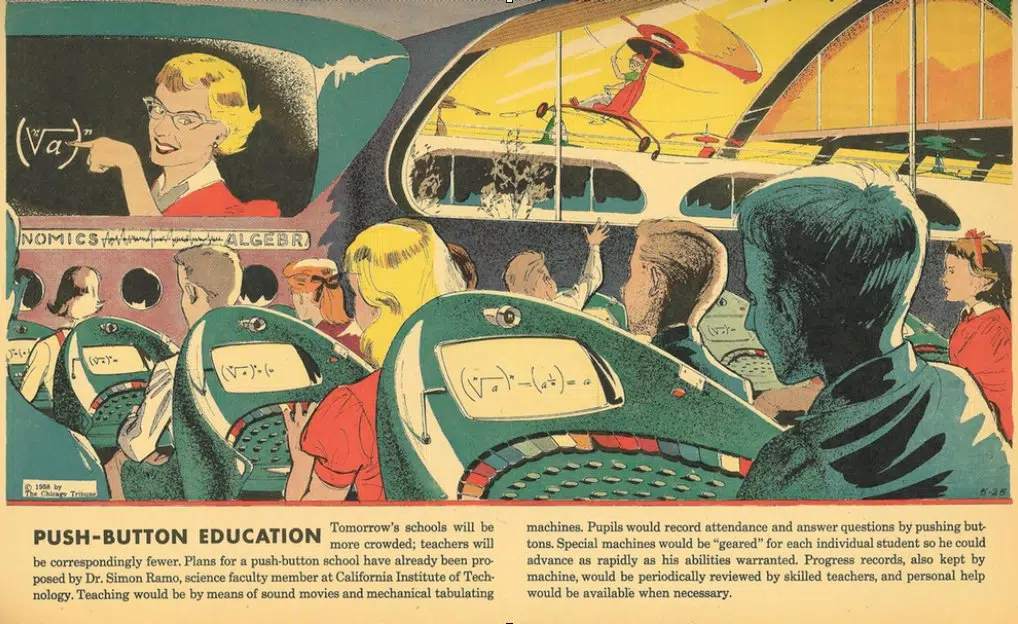 (ⁿ√a)ⁿ
NOMICS ALGEBR
(ⁿ√a)ⁿ=
(ⁿ√a)ⁿ=(
(ⁿ√a)ⁿ=(a^1/n)ⁿ=a
© 1958 by
The Chicago Tribune
5-25
PUSH-BUTTON EDUCATION Tomorrow's schools will be
more crowded; teachers will
be correspondingly fewer. Plans for a push-button school have already been pro-
posed by Dr. Simon Ramo, science faculty member at California Institute of Tech-
nology. Teaching would be by means of sound movies and mechanical tabulating
machines. Pupils would record attendance and answer questions by pushing but-
tons. Special machines would be "geared" for each individual student so he could
advance as rapidly as his abilities warranted. Progress records, also kept by
machine, would be periodically reviewed by skilled teachers, and personal help
would be available when necessary.